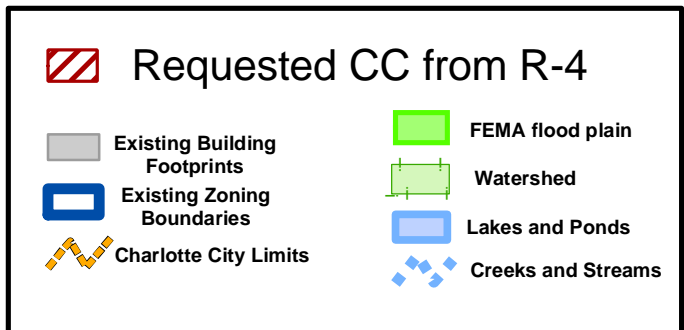 Requested CC from R-4
Existing Building
Footprints
Existing Zoning
Boundaries
Charlotte City Limits
FEMA flood plain
Watershed
Lakes and Ponds
Creeks and Streams